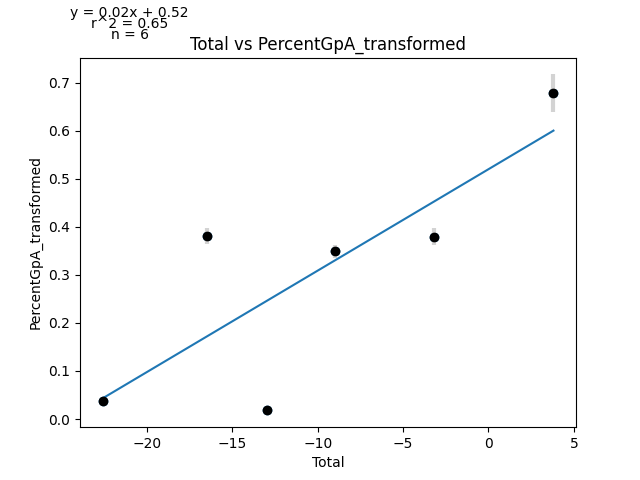 y = 0.02x + 0.52
r^2 = 0.65
n = 6
Total vs PercentGpA_transformed
PercentGpA_transformed
0.7
0.6
0.5
0.4
0.3
0.2
0.1
0.0
−20
−15
−10
−5
0
5
Total